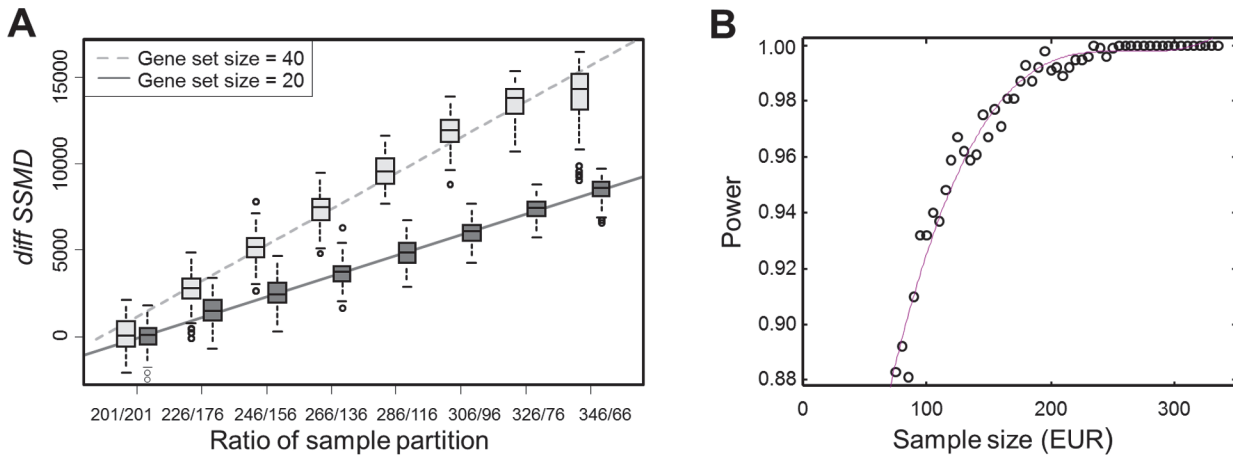 A
Gene set size = 40
Gene set size = 20
diff SSMD
15000
10000
5000
0
201/201 226/176 246/156 266/136 286/116 306/96 326/76 346/66
Ratio of sample partition
B
Power
1.00
0.98
0.96
0.94
0.92
0.90
0.88
0 100 200 300
Sample size (EUR)